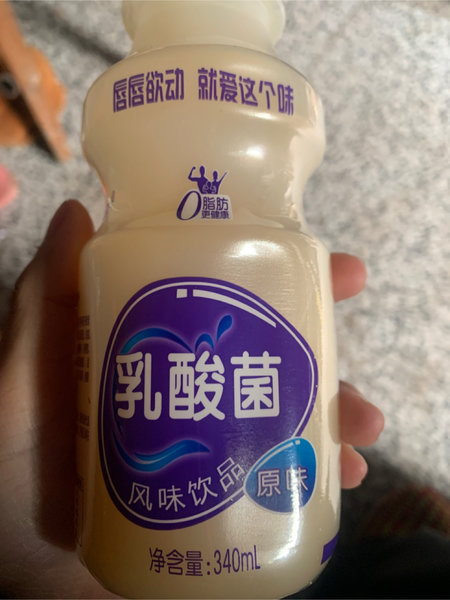 唇唇欲动 就爱这个味
0脂肪
更健康
乳酸菌
风味饮品
原味
净含量:340mL